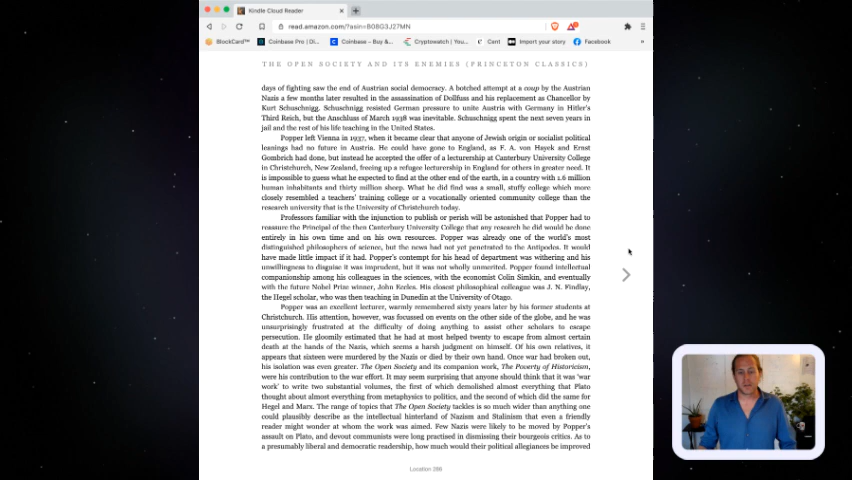 Kindle Cloud Reader
read.amazon.com/?asin=B08G3J27MN
BlockCard™
Coinbase Pro | Di...
Coinbase – Buy &...
Cryptowatch | You...
Cent
Import your story
Facebook
THE OPEN SOCIETY AND ITS ENEMIES (PRINCETON CLASSICS)
days of fighting saw the end of Austrian social democracy. A botched attempt at a coup by the Austrian
Nazis a few months later resulted in the assassination of Dollfuss and his replacement as Chancellor by
Kurt Schuschnigg. Schuschnigg resisted German pressure to unite Austria with Germany in Hitler's
Third Reich, but the Anschluss of March 1938 was inevitable. Schuschnigg spent the next seven years in
jail and the rest of his life teaching in the United States.
Popper left Vienna in 1937, when it became clear that anyone of Jewish origin or socialist political
leanings had no future in Austria. He could have gone to England, as F. A. von Hayek and Ernst
Gombrich had done, but instead he accepted the offer of a lectureship at Canterbury University College
in Christchurch, New Zealand, freeing up a refugee lectureship in England for others in greater need. It
is impossible to guess what he expected to find at the other end of the earth, in a country with 1.6 million
human inhabitants and thirty million sheep. What he did find was a small, stuffy college which more
closely resembled a teachers' training college or a vocationally oriented community college than the
research university that is the University of Christchurch today.
Professors familiar with the injunction to publish or perish will be astonished that Popper had to
reassure the Principal of the then Canterbury University College that any research he did would be done
entirely in his own time and on his own resources. Popper was already one of the world's most
distinguished philosophers of science, but the news had not yet penetrated to the Antipodes. It would
have made little impact if it had. Popper's contempt for his head of department was withering and his
unwillingness to disguise it was imprudent, but it was not wholly unmerited. Popper found intellectual
companionship among his colleagues in the sciences, with the economist Colin Simkin, and eventually
with the future Nobel Prize winner, John Eccles. His closest philosophical colleague was J. N. Findlay,
the Hegel scholar, who was then teaching in Dunedin at the University of Otago.
Popper was an excellent lecturer, warmly remembered sixty years later by his former students at
Christchurch. His attention, however, was focussed on events on the other side of the globe, and he was
unsurprisingly frustrated at the difficulty of doing anything to assist other scholars to escape
persecution. He gloomily estimated that he had at most helped twenty to escape from almost certain
death at the hands of the Nazis, which seems a harsh judgment on himself. Of his own relatives, it
appears that sixteen were murdered by the Nazis or died by their own hand. Once war had broken out,
his isolation was even greater. The Open Society and its companion work, The Poverty of Historicism,
were his contribution to the war effort. It may seem surprising that anyone should think that it was 'war
work' to write two substantial volumes, the first of which demolished almost everything that Plato
thought about almost everything from metaphysics to politics, and the second of which did the same for
Hegel and Marx. The range of topics that The Open Society tackles is so much wider than anything one
could plausibly describe as the intellectual hinterland of Nazism and Stalinism that even a friendly
reader might wonder at whom the work was aimed. Few Nazis were likely to be moved by Popper's
assault on Plato, and devout communists were long practised in dismissing their bourgeois critics. As to
a presumably liberal and democratic readership, how much would their political allegiances be improved
Location 286